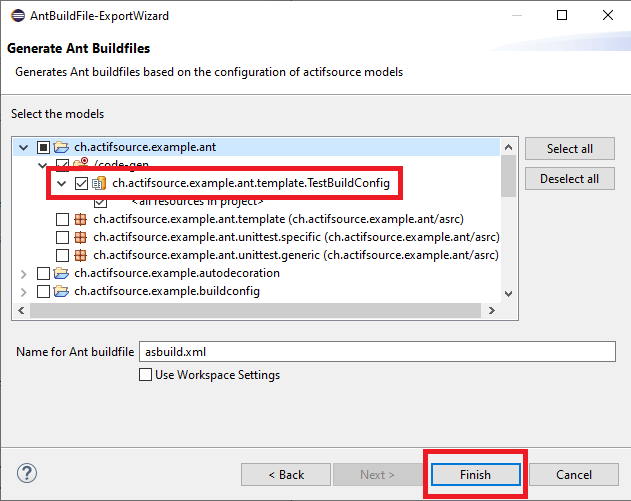 AntBuildFile-ExportWizard
Generate Ant Buildfiles
Generates Ant buildfiles based on the configuration of actifsource models
Select the models
ch.actifsource.example.ant
/code-gen
ch.actifsource.example.ant.template.TestBuildConfig
<all resources in project>
ch.actifsource.example.ant.template (ch.actifsource.example.ant/asrc)
ch.actifsource.example.ant.unittest.specific (ch.actifsource.example.ant/asrc)
ch.actifsource.example.ant.unittest.generic (ch.actifsource.example.ant/asrc)
ch.actifsource.example.autodecoration
ch.actifsource.example.buildconfig
Select all
Deselect all
Name for Ant buildfile asbuild.xml
Use Workspace Settings
? < Back Next > Finish Cancel